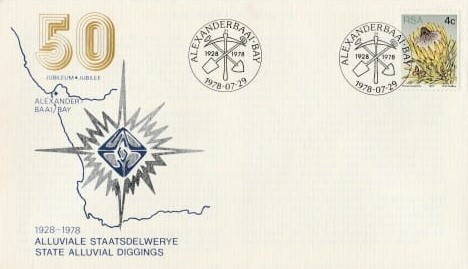 50
JUBILEUM • JUBILEE
ALEXANDER
BAAI/BAY
1928-1978
ALLUVIALE STAATSDELWERYE
STATE ALLUVIAL DIGGINGS
ALEXANDERBAAI-BAY
1928 1978
1978-07-29
ALEXANDERBAAI-BAY
1928 1978
1978-07-29
RSA 4c